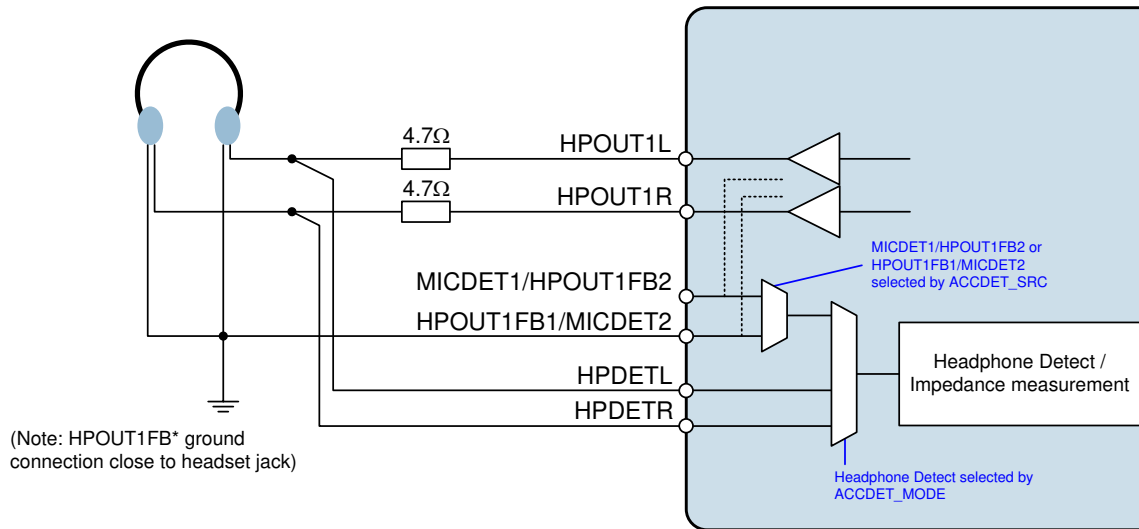 4.7Ω
HPOUT1L
4.7Ω
HPOUT1R
MICDET1/HPOUT1FB2 or
HPOUT1FB1/MICDET2
selected by ACCDET_SRC
MICDET1/HPOUT1FB2
HPOUT1FB1/MICDET2
Headphone Detect /
Impedance measurement
HPDETL
HPDETR
(Note: HPOUT1FB* ground
connection close to headset jack)
Headphone Detect selected by
ACCDET_MODE